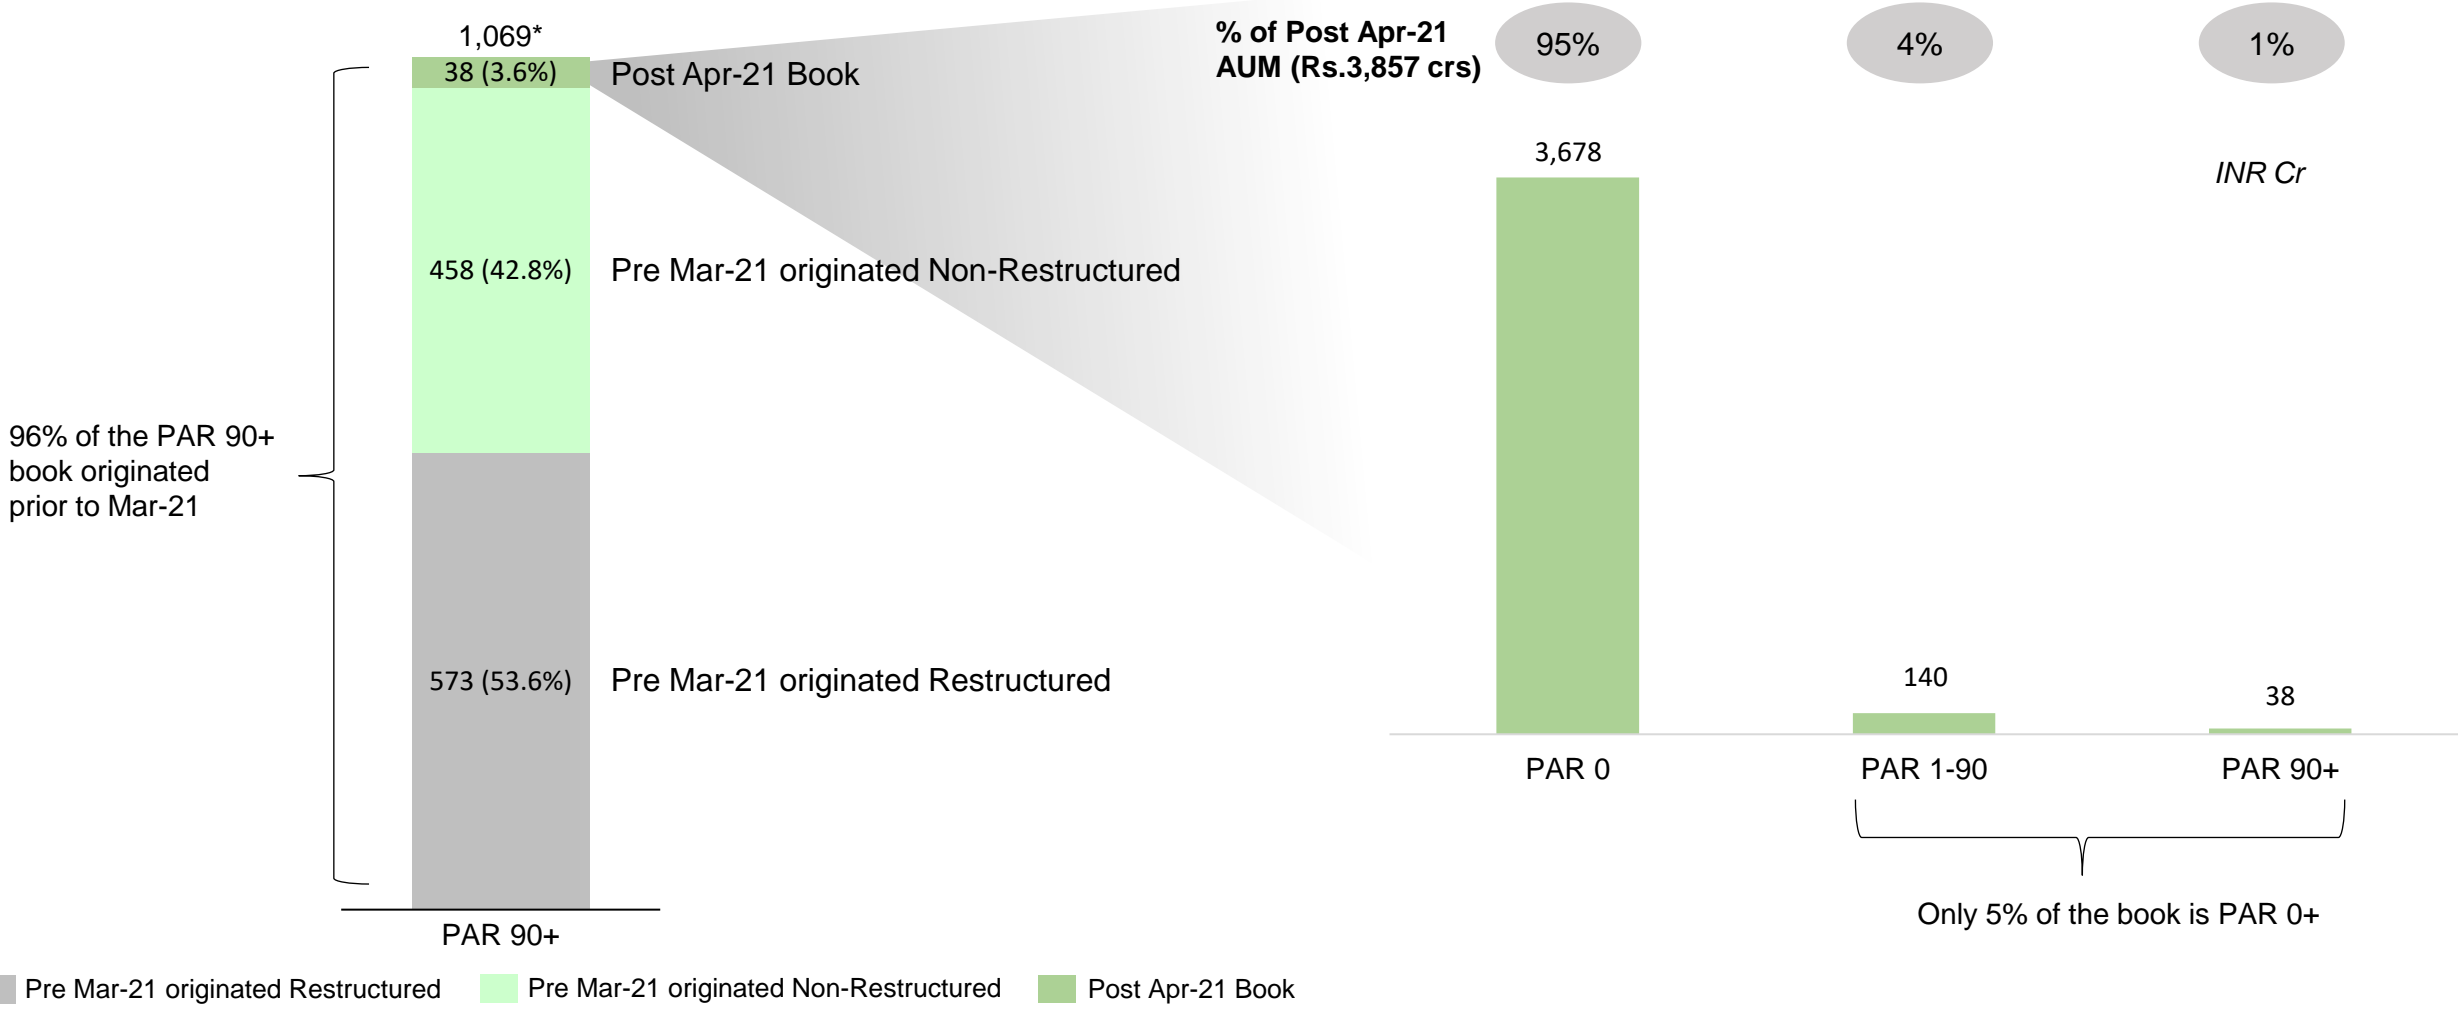 1,069*
38 (3.6%)
Post Apr-21 Book
458 (42.8%)
Pre Mar-21 originated Non-Restructured
96% of the PAR 90+
book originated
prior to Mar-21
573 (53.6%)
Pre Mar-21 originated Restructured
PAR 90+
% of Post Apr-21
AUM (Rs.3,857 crs)
95%
4%
1%
INR Cr
3,678
140
38
PAR 0
PAR 1-90
PAR 90+
Only 5% of the book is PAR 0+
Pre Mar-21 originated Restructured
Pre Mar-21 originated Non-Restructured
Post Apr-21 Book